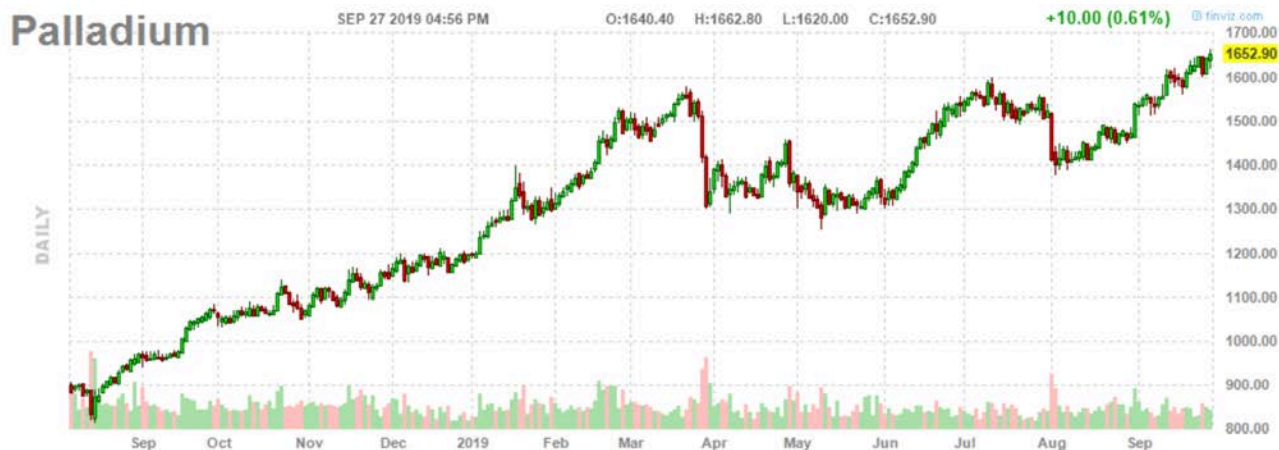 Palladium
SEP 27 2019 04:56 PM O:1640.40 H:1662.80 L:1620.00 C:1652.90 +10.00 (0.61%) finviz.com
DAILY
1700.00
1652.90
1600.00
1500.00
1400.00
1300.00
1200.00
1100.00
1000.00
900.00
800.00
Sep Oct Nov Dec 2019 Feb Mar Apr May Jun Jul Aug Sep